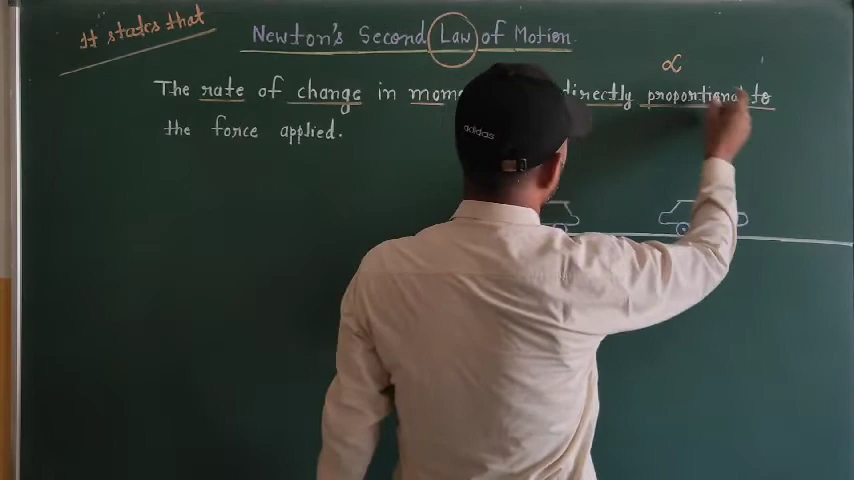 It states that
Newton's Second Law of Motion
∝
The rate of change in directly proportional to
the force applied.
adidas